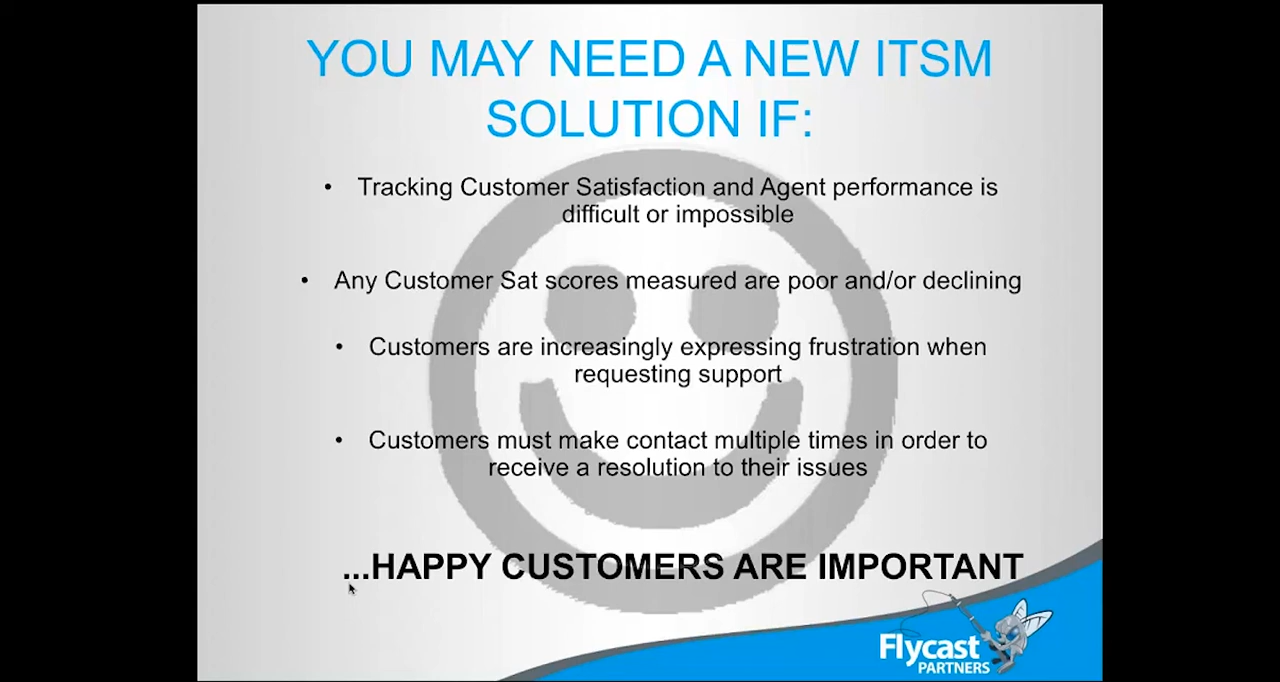 YOU MAY NEED A NEW ITSM
SOLUTION IF:
• Tracking Customer Satisfaction and Agent performance is
difficult or impossible
• Any Customer Sat scores measured are poor and/or declining
• Customers are increasingly expressing frustration when
requesting support
• Customers must make contact multiple times in order to
receive a resolution to their issues
...HAPPY CUSTOMERS ARE IMPORTANT
Flycast
PARTNERS